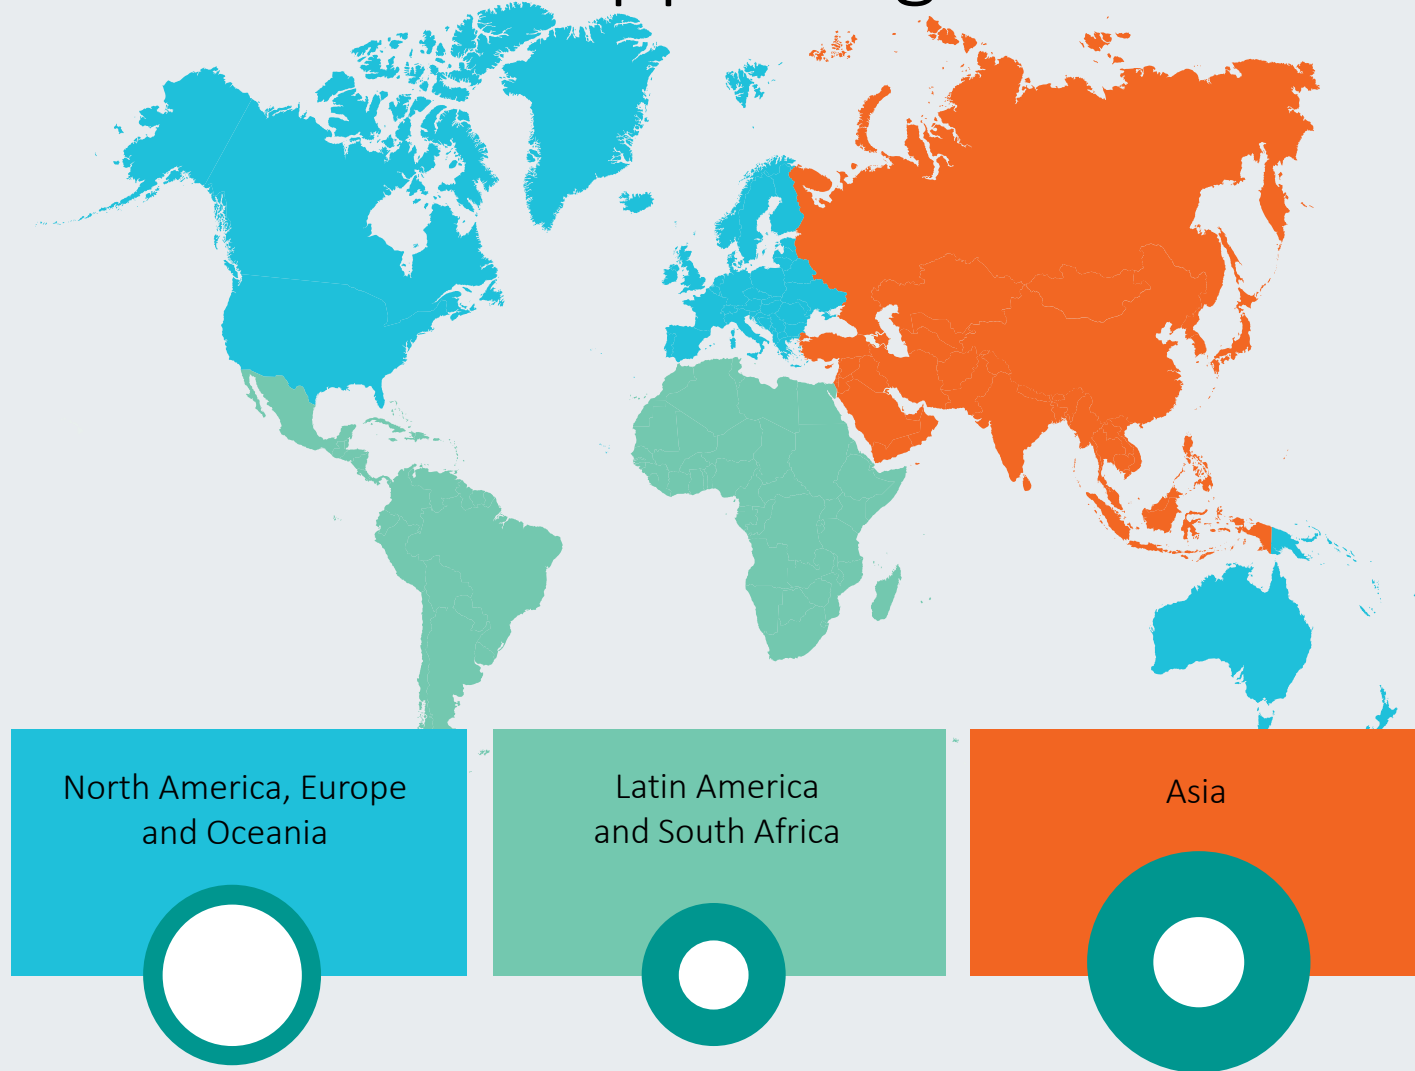 North America, Europe
and Oceania
Latin America
and South Africa
Asia